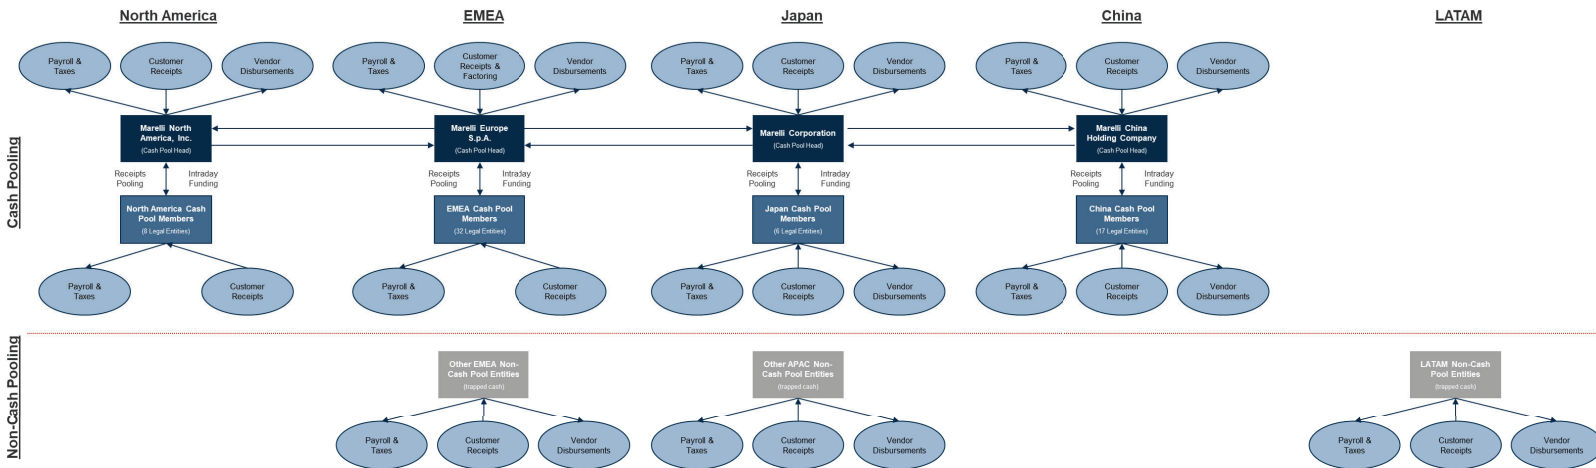 North America
EMEA
Japan
China
LATAM
Cash Pooling
Payroll &
Taxes
Customer
Receipts
Vendor
Disbursements
Payroll &
Taxes
Customer
Receipts &
Factoring
Vendor
Disbursements
Payroll &
Taxes
Customer
Receipts
Vendor
Disbursements
Payroll &
Taxes
Customer
Receipts
Vendor
Disbursements
Marelli North
America, Inc.
(Cash Pool Head)
Marelli Europe
S.p.A.
(Cash Pool Head)
Marelli Corporation
(Cash Pool Head)
Marelli China
Holding Company
(Cash Pool Head)
Receipts
Pooling
Intraday
Funding
Receipts
Pooling
Intraday
Funding
Receipts
Pooling
Intraday
Funding
Receipts
Pooling
Intraday
Funding
North America Cash
Pool Members
(8 Legal Entities)
EMEA Cash Pool
Members
(32 Legal Entities)
Japan Cash Pool
Members
(6 Legal Entities)
China Cash Pool
Members
(17 Legal Entities)
Payroll &
Taxes
Customer
Receipts
Payroll &
Taxes
Customer
Receipts
Payroll &
Taxes
Customer
Receipts
Vendor
Disbursements
Payroll &
Taxes
Customer
Receipts
Vendor
Disbursements
Non-Cash Pooling
Other EMEA Non-
Cash Pool Entities
(trapped cash)
Other APAC Non-
Cash Pool Entities
(trapped cash)
LATAM Non-Cash
Pool Entities
(trapped cash)
Payroll &
Taxes
Customer
Receipts
Vendor
Disbursements
Payroll &
Taxes
Customer
Receipts
Vendor
Disbursements
Payroll &
Taxes
Customer
Receipts
Vendor
Disbursements